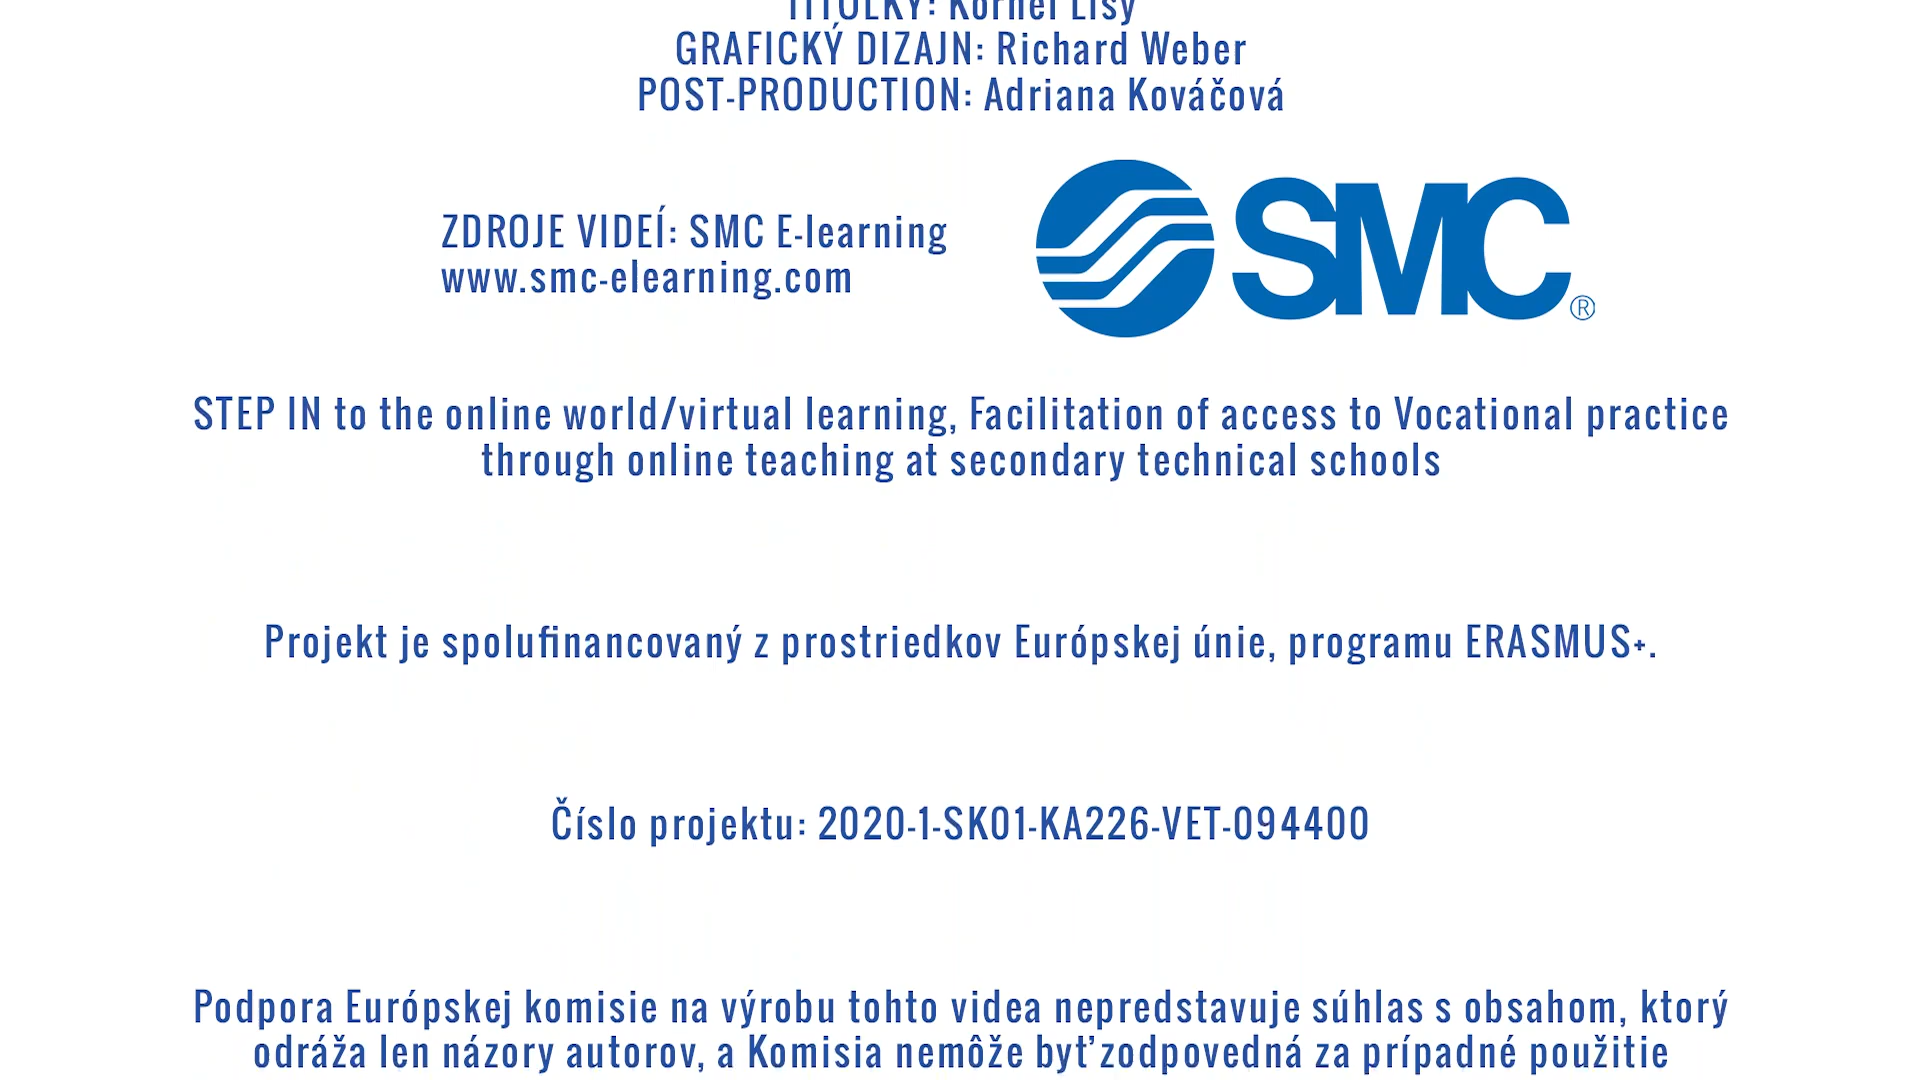 TITULKY: Kornel Lisý
GRAFICKÝ DIZAJN: Richard Weber
POST-PRODUCTION: Adriana Kováčová
ZDROJE VIDEÍ: SMC E-learning
www.smc-elearning.com
SMC®
STEP IN to the online world/virtual learning, Facilitation of access to Vocational practice
through online teaching at secondary technical schools
Projekt je spolufinancovaný z prostriedkov Európskej únie, programu ERASMUS+.
Číslo projektu: 2020-1-SK01-KA226-VET-094400
Podpora Európskej komisie na výrobu tohto videa nepredstavuje súhlas s obsahom, ktorý
odráža len názory autorov, a Komisia nemôže byť zodpovedná za prípadné použitie